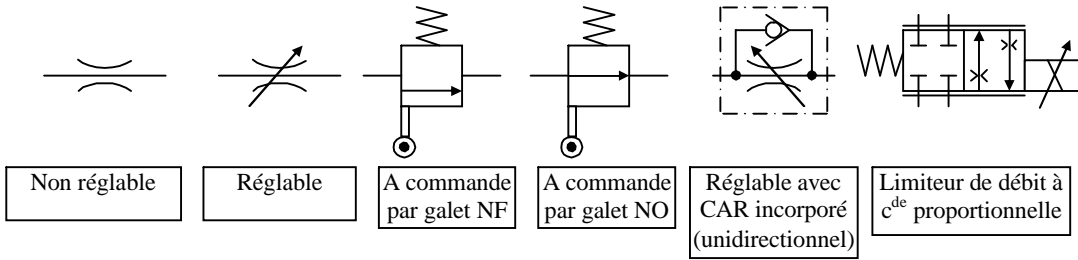 Non réglable
Réglable
A commande
par galet NF
A commande
par galet NO
Réglable avec
CAR incorporé
(unidirectionnel)
Limiteur de débit à
cde proportionnelle